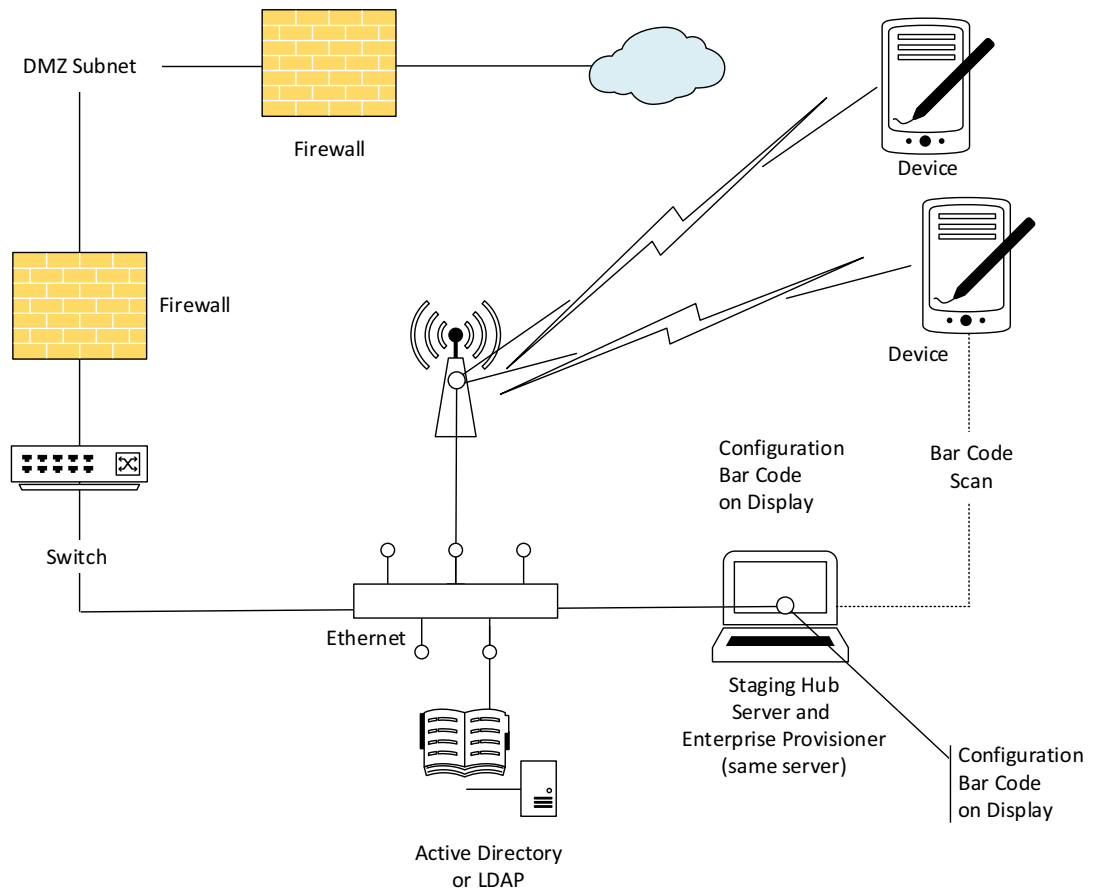 DMZ Subnet
Firewall
Device
Firewall
Device
Configuration
Bar Code
on Display
Bar Code
Scan
Switch
Ethernet
Staging Hub
Server and
Enterprise Provisioner
(same server)
Configuration
Bar Code
on Display
Active Directory
or LDAP